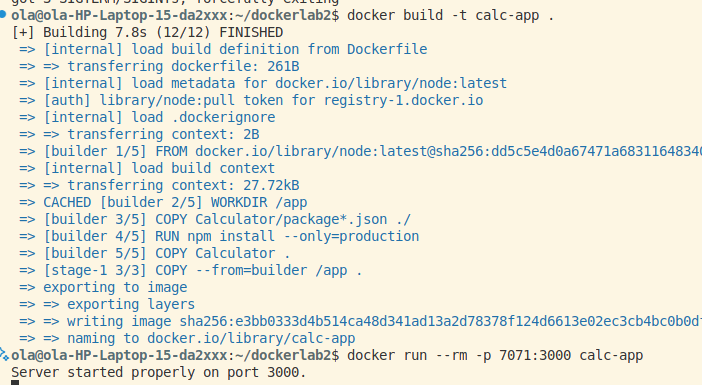 got 3 SIGTERM/SIGINTs, forcefully exiting
ola@ola-HP-Laptop-15-da2xxx:~/dockerlab2$ docker build -t calc-app .
[+] Building 7.8s (12/12) FINISHED
=> [internal] load build definition from Dockerfile
=> => transferring dockerfile: 261B
=> [internal] load metadata for docker.io/library/node:latest
=> [auth] library/node:pull token for registry-1.docker.io
=> [internal] load .dockerignore
=> => transferring context: 2B
=> [builder 1/5] FROM docker.io/library/node:latest@sha256:dd5c5e4d0a67471a6831164834
=> [internal] load build context
=> => transferring context: 27.72kB
=> CACHED [builder 2/5] WORKDIR /app
=> [builder 3/5] COPY Calculator/package*.json ./
=> [builder 4/5] RUN npm install --only=production
=> [builder 5/5] COPY Calculator .
=> [stage-1 3/3] COPY --from=builder /app .
=> exporting to image
=> => exporting layers
=> => writing image sha256:e3bb0333d4b514ca48d341ad13a2d78378f124d6613e02ec3cb4bc0b0d
=> => naming to docker.io/library/calc-app
ola@ola-HP-Laptop-15-da2xxx:~/dockerlab2$ docker run --rm -p 7071:3000 calc-app
Server started properly on port 3000.